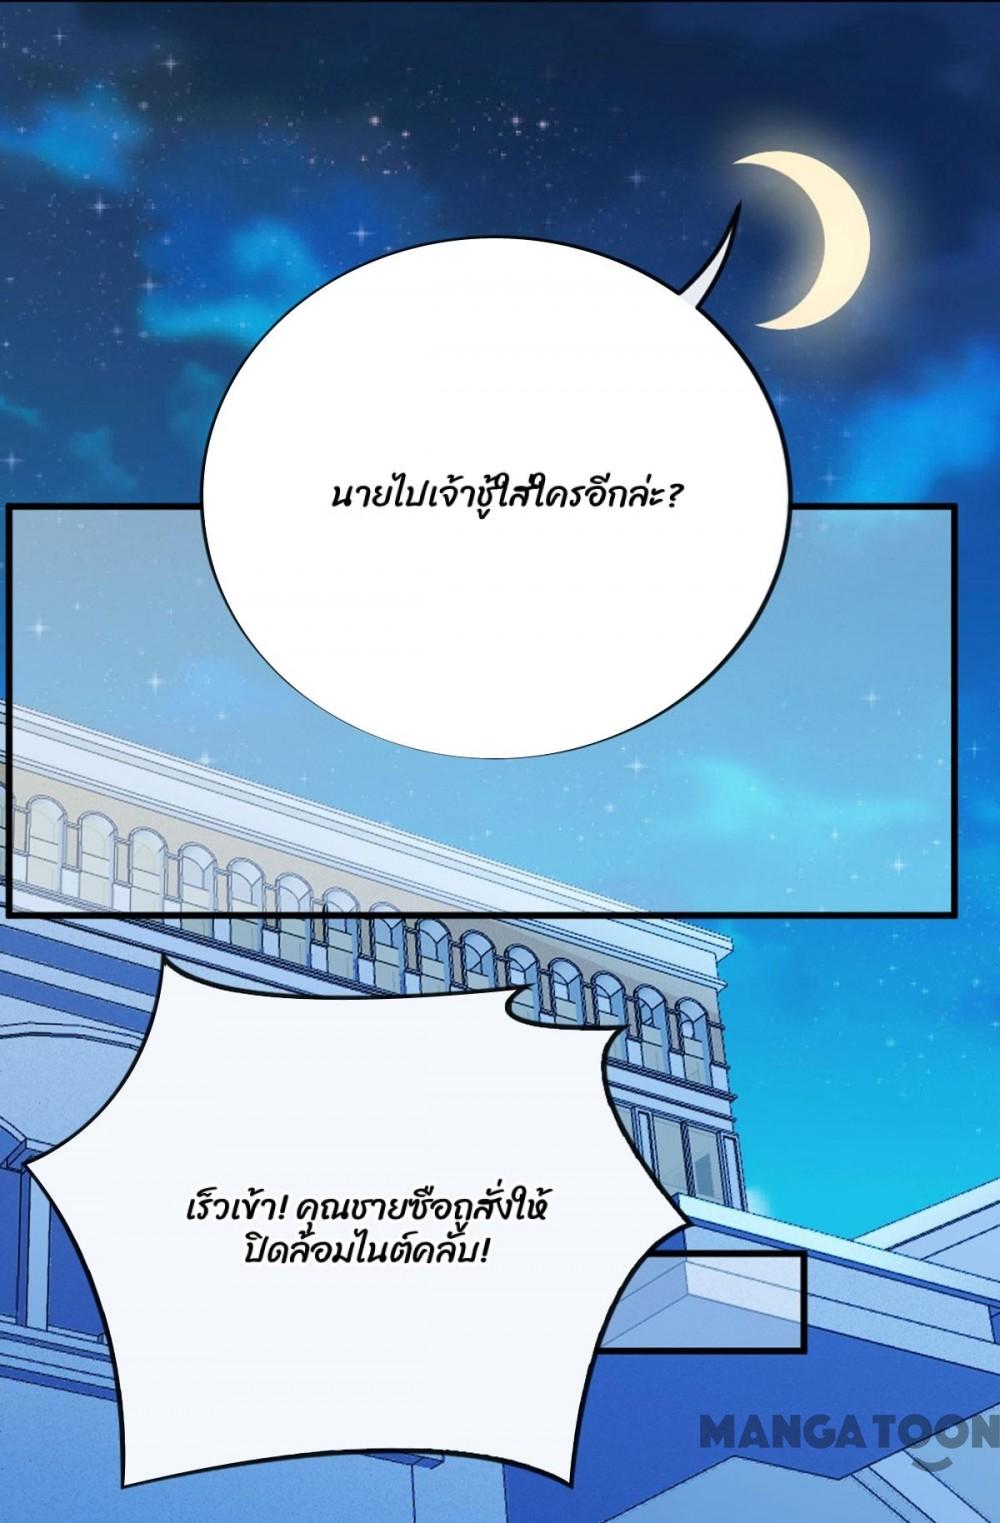 นายไปเจ้าชู้ใส่ใครอีกล่ะ?
เร็วเข้า! คุณชายซือถูสั่งให้
ปิดล้อมไนต์คลับ!
MANGA TOON